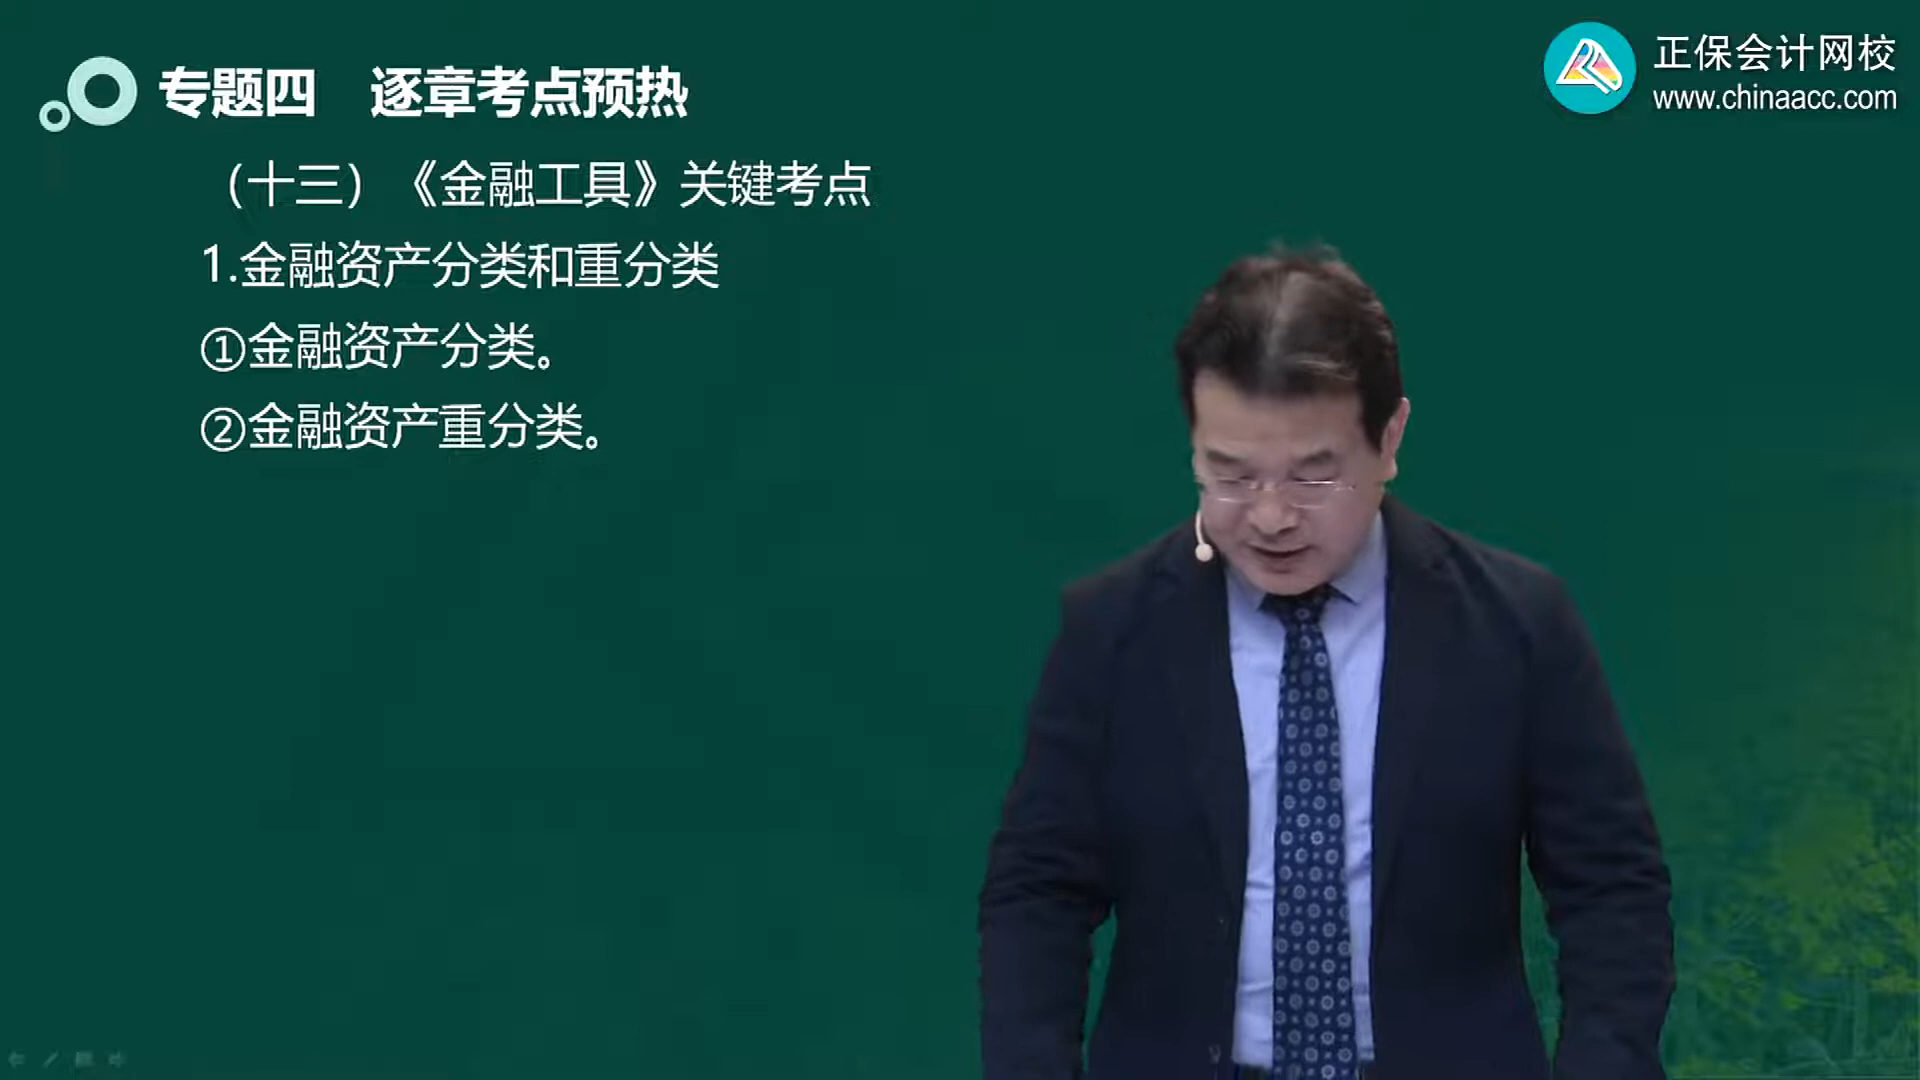 专题四　逐章考点预热
正保会计网校
www.chinaacc.com
（十三）《金融工具》关键考点
1.金融资产分类和重分类
①金融资产分类。
②金融资产重分类。